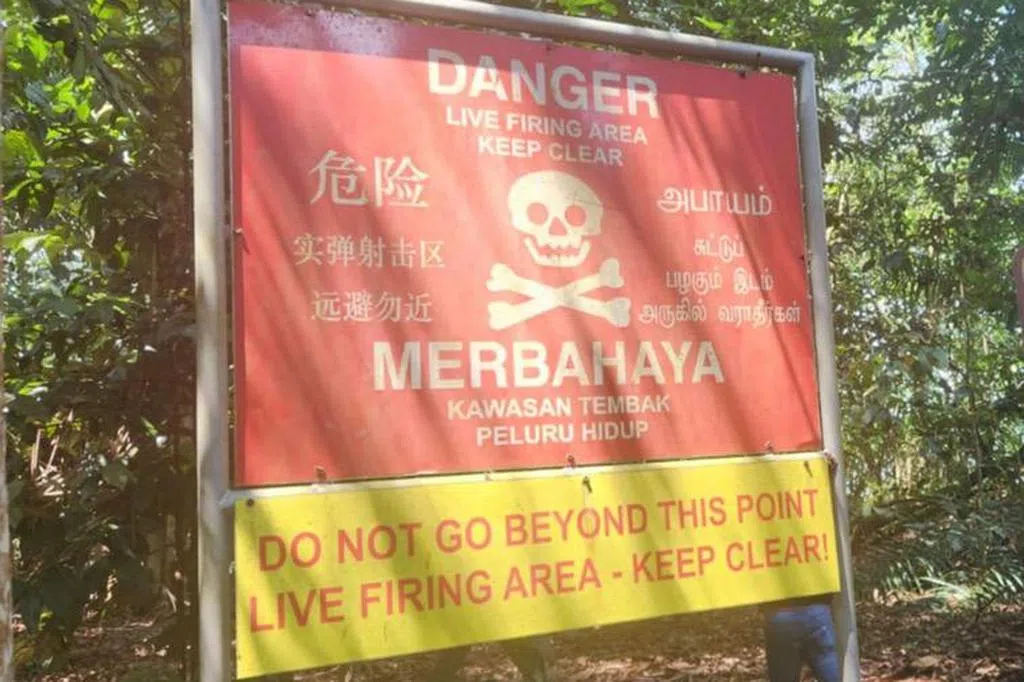 DANGER
LIVE FIRING AREA
KEEP CLEAR
危险
实弹射击区
远避勿近
அபாயம்
சுட்டுப்
பழகும் இடம்
அருகில் வராதீர்கள்
MERBAHAYA
KAWASAN TEMBAK
PELURU HIDUP
DO NOT GO BEYOND THIS POINT
LIVE FIRING AREA - KEEP CLEAR!